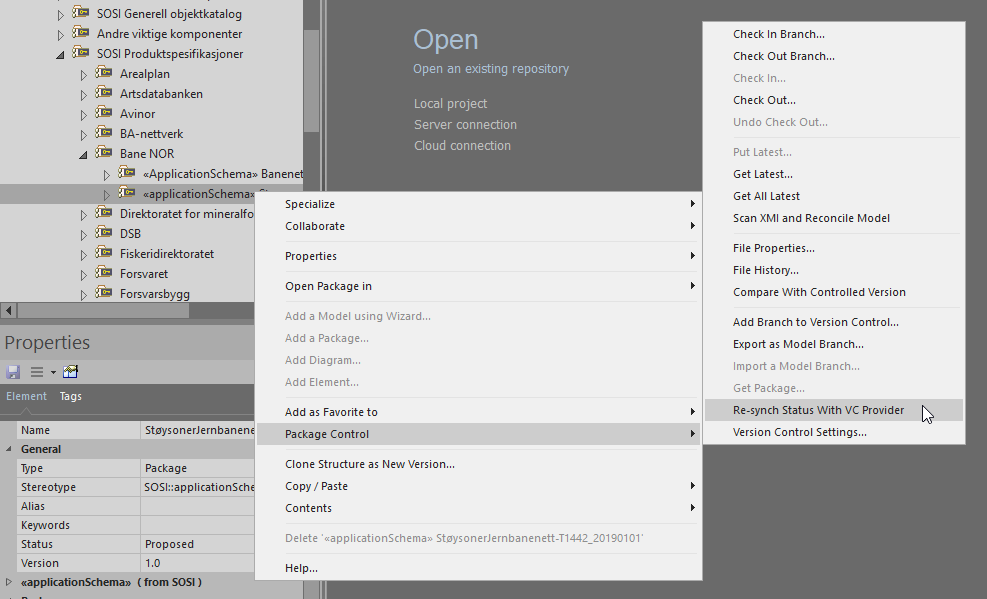 SOSI Generell objektkatalog
Andre viktige komponenter
SOSI Produktspesifikasjoner
Arealplan
Artsdatabanken
Avinor
BA-nettverk
Bane NOR
«ApplicationSchema» Banenett
«applicationSchema»
Direktoratet for mineralfo
DSB
Fiskeridirektoratet
Forsvaret
Forsvarsbygg
Open
Open an existing repository
Local project
Server connection
Cloud connection
Properties
Element Tags
Name StøysonerJernbanene
General
Type Package
Stereotype SOSI::applicationSche
Alias
Keywords
Status Proposed
Version 1.0
«applicationSchema» ( from SOSI )
Specialize
Collaborate
Properties
Open Package in
Add a Model using Wizard...
Add a Package...
Add Diagram...
Add Element...
Add as Favorite to
Package Control
Clone Structure as New Version...
Copy / Paste
Contents
Delete '«applicationSchema» StøysonerJernbanenett-T1442_20190101'
Help...
Check In Branch...
Check Out Branch...
Check In...
Check Out...
Undo Check Out...
Put Latest...
Get Latest...
Get All Latest
Scan XMI and Reconcile Model
File Properties...
File History...
Compare With Controlled Version
Add Branch to Version Control...
Export as Model Branch...
Import a Model Branch...
Get Package...
Re-synch Status With VC Provider
Version Control Settings...